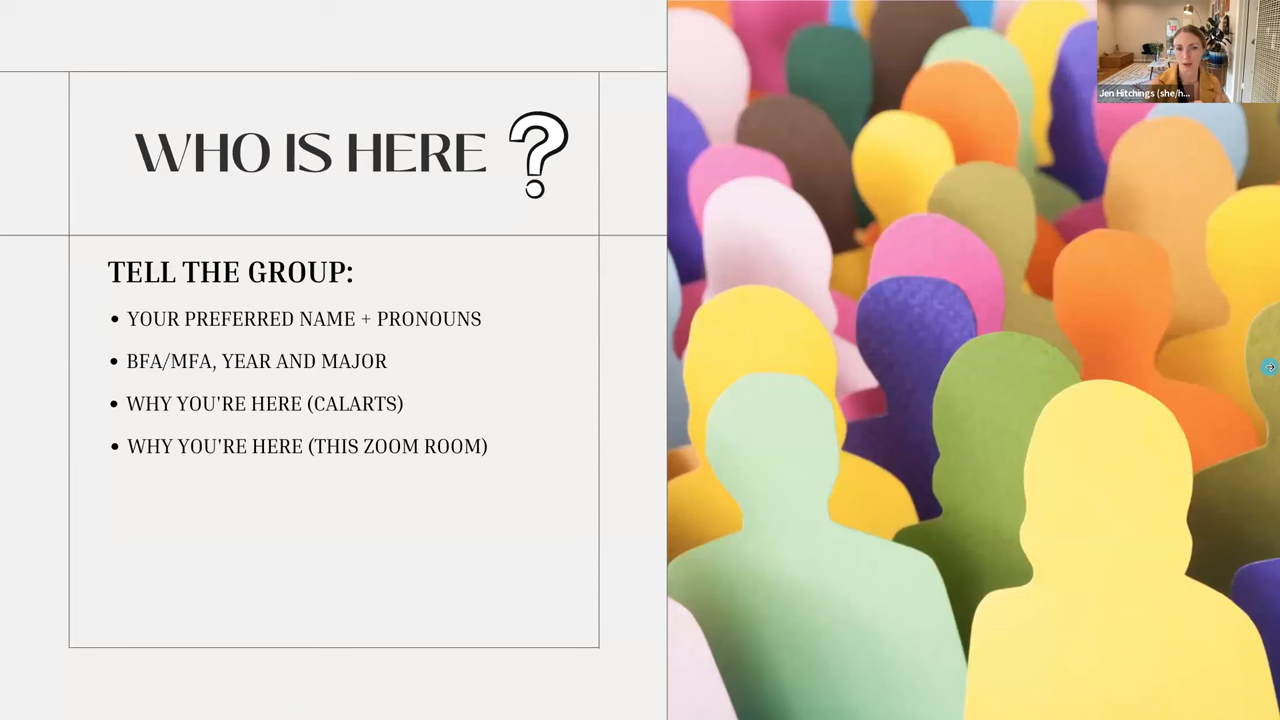 WHO IS HERE ?
TELL THE GROUP:
• YOUR PREFERRED NAME + PRONOUNS
• BFA/MFA, YEAR AND MAJOR
• WHY YOU'RE HERE (CALARTS)
• WHY YOU'RE HERE (THIS ZOOM ROOM)
Jen Hitchings (she/h...